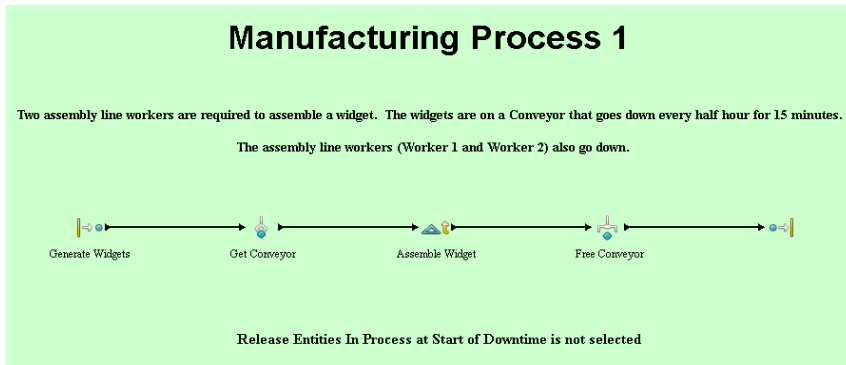 Manufacturing Process 1
Two assembly line workers are required to assemble a widget.  The widgets are on a Conveyor that goes down every half hour for 15 minutes.
The assembly line workers (Worker 1 and Worker 2) also go down.
Generate Widgets
Get Conveyor
Assemble Widget
Free Conveyor
Release Entities In Process at Start of Downtime is not selected